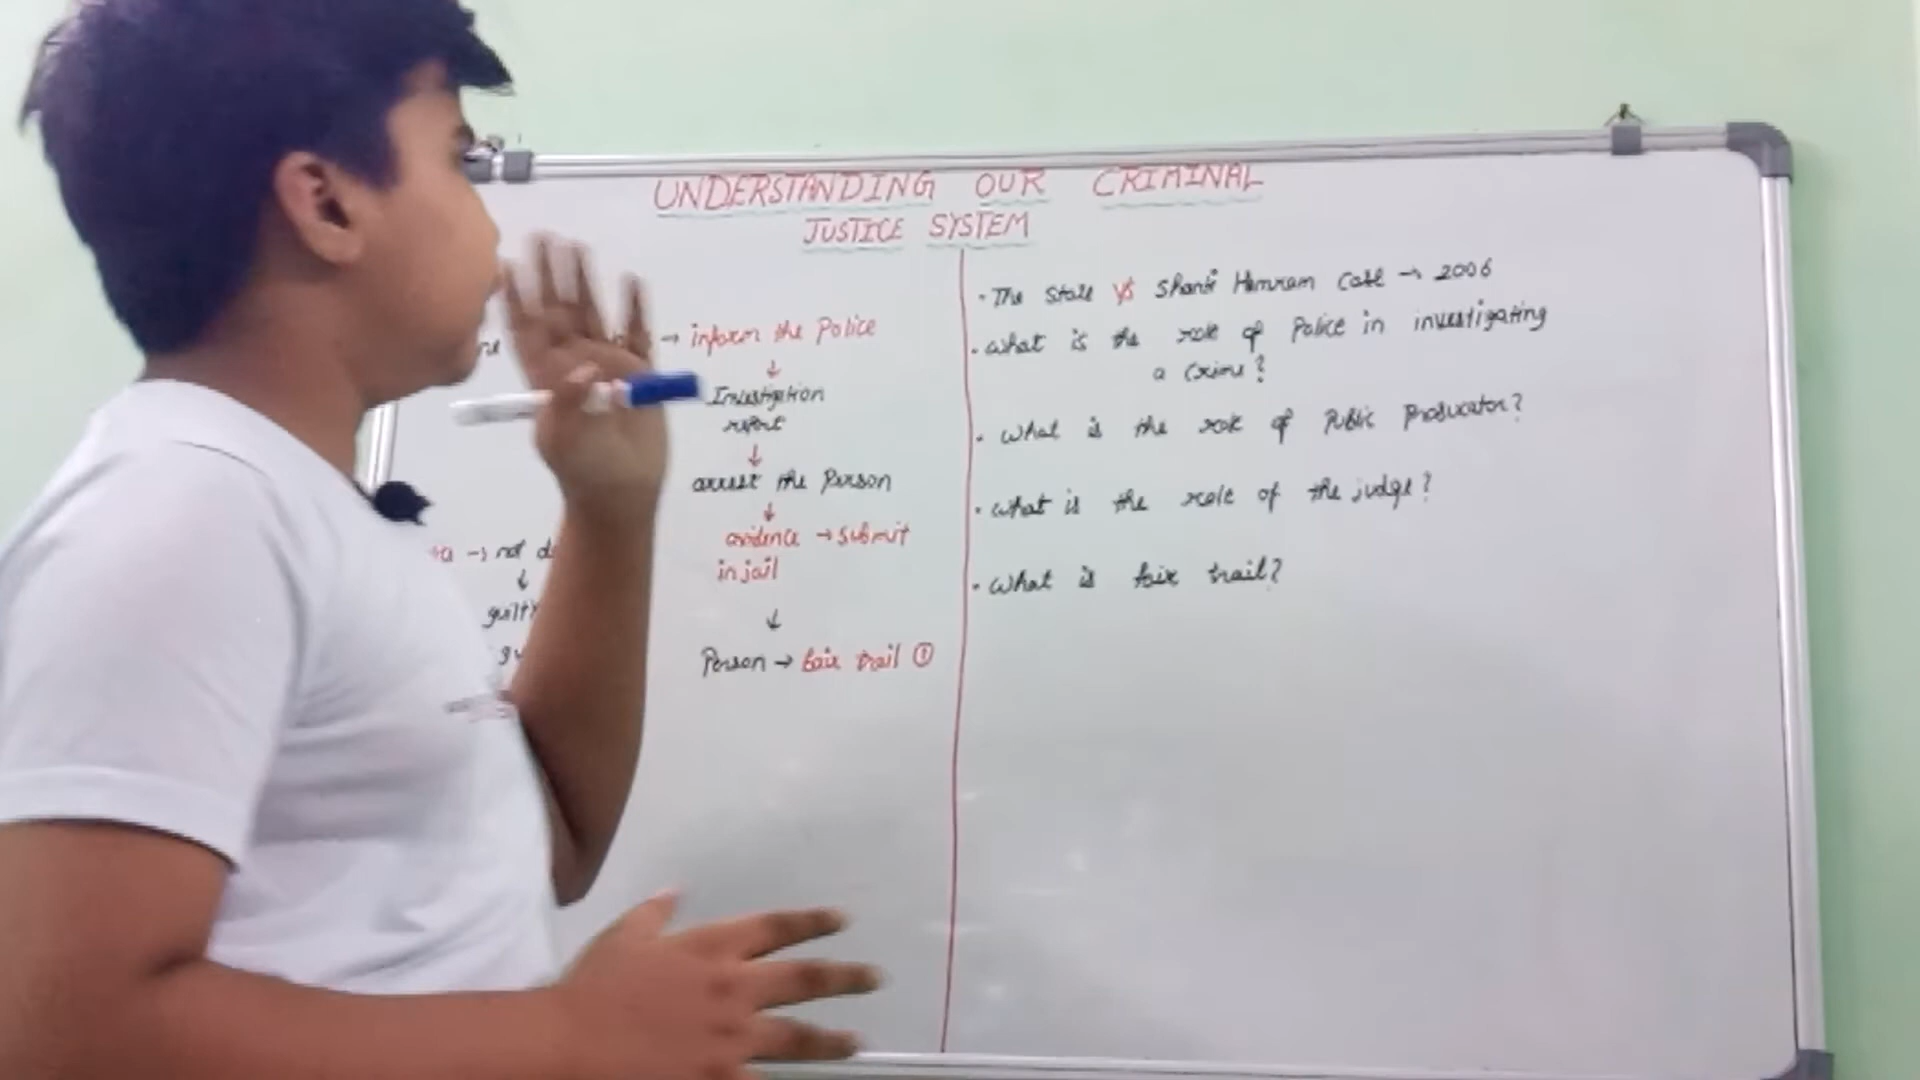 UNDERSTANDING OUR CRIMINAL
JUSTICE SYSTEM
→ inform the Police
↓
Investigation
report
↓
arrest the Person
↓
evidence → submit
in jail
↓
Person → fair trail ①
→ not
↓
guilty
· The State VS Shanti Case → 2006
· What is the role of Police in investigating
a crime?
· What is the role of Public
· What is the role of the judge?
· What is fair trail?